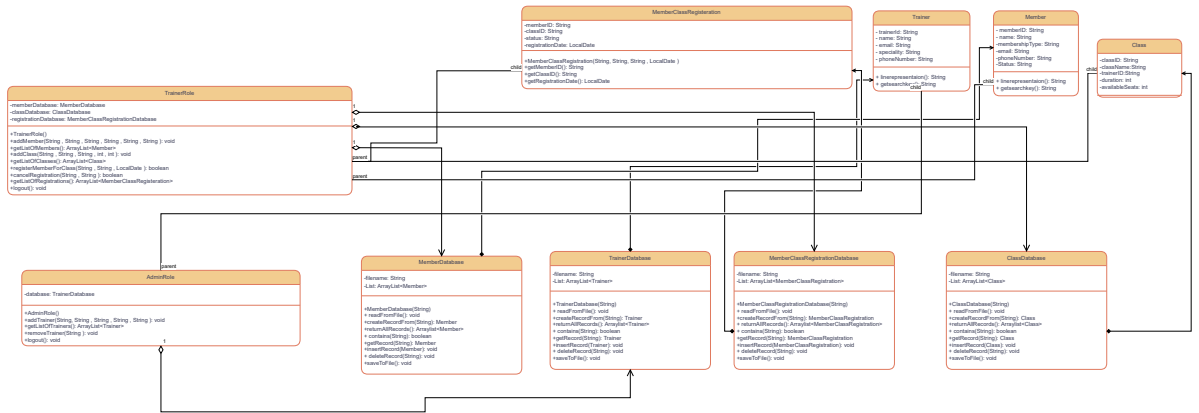 MemberClassRegisteration
-memberID: String
-classID: String
-status: String
-registrationDate: LocalDate
+MemberClassRegistration(String, String, String , LocalDate )
+getMemberID(): String
+getClassID(): String
+getRegistrationDate(): LocalDate
child
Trainer
- trainerId: String
- name: String
- email: String
- speciality: String
- phoneNumber: String
+ linerepresentaion(): String
+ getsearchkey(): String
child
Member
- memberID: String
- name: String
-membershipType: String
-email: String
-phoneNumber: String
-Status: String
+linerepresentaion(): String
+ getsearchkey(): String
child
Class
-classID: String
-className:String
-trainerID:String
-duration: int
-availableSeats: int
child
TrainerRole
-memberDatabase: MemberDatabase
-classDatabase: ClassDatabase
-registrationDatabase: MemberClassRegistrationDatabase
+TrainerRole()
+addMember(String , String , String , String , String , String ): void
+getListOfMembers(): ArrayList<Member>
+addClass(String , String , String , int , int ): void
+getListOfClasses(): ArrayList<Class>
+registerMemberForClass(String , String , LocalDate ): boolean
+cancelRegistration(String , String ): boolean
+getListOfRegistrations(): ArrayList<MemberClassRegisteration>
+logout(): void
1
1
1
parent
parent
parent
AdminRole
-database: TrainerDatabase
+AdminRole()
+addTrainer(String, String , String , String , String ): void
+getListOfTrainers(): ArrayList<Trainer>
+removeTrainer(String ): void
+logout(): void
1
MemberDatabase
-filename: String
-List: ArrayList<Member>
+MemberDatabase(String)
+ readFromFile(): void
+createRecordFrom(String): Member
+returnAllRecords(): Arraylist<Member>
+ contains(String): boolean
+getRecord(String): Member
+insertRecord(Member): void
+ deleteRecord(String): void
+saveToFile(): void
TrainerDatabase
-filename: String
-List: ArrayList<Trainer>
+TrainerDatabase(String)
+ readFromFile(): void
+createRecordFrom(String): Trainer
+returnAllRecords(): Arraylist<Trainer>
+ contains(String): boolean
+getRecord(String): Trainer
+insertRecord(Trainer): void
+ deleteRecord(String): void
+saveToFile(): void
MemberClassRegistrationDatabase
-filename: String
-List: ArrayList<MemberClassRegistration>
+MemberClassRegistrationDatabase(String)
+ readFromFile(): void
+createRecordFrom(String): MemberClassRegistration
+returnAllRecords(): Arraylist<MemberClassRegistration>
+ contains(String): boolean
+getRecord(String): MemberClassRegistration
+insertRecord(MemberClassRegistration): void
+ deleteRecord(String): void
+saveToFile(): void
ClassDatabase
-filename: String
-List: ArrayList<Class>
+ClassDatabase(String)
+ readFromFile(): void
+createRecordFrom(String): Class
+returnAllRecords(): Arraylist<Class>
+ contains(String): boolean
+getRecord(String): Class
+insertRecord(Class): void
+ deleteRecord(String): void
+saveToFile(): void